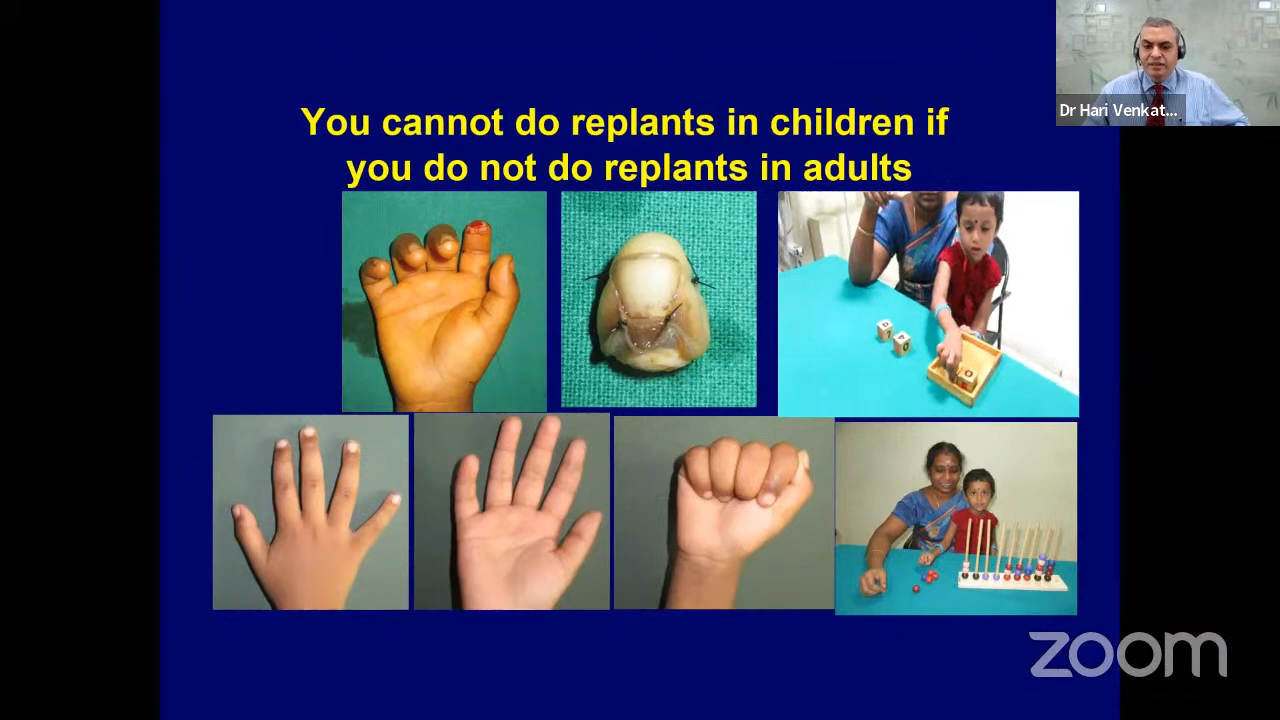 You cannot do replants in children if
you do not do replants in adults
Dr Hari Venkat...
zoom